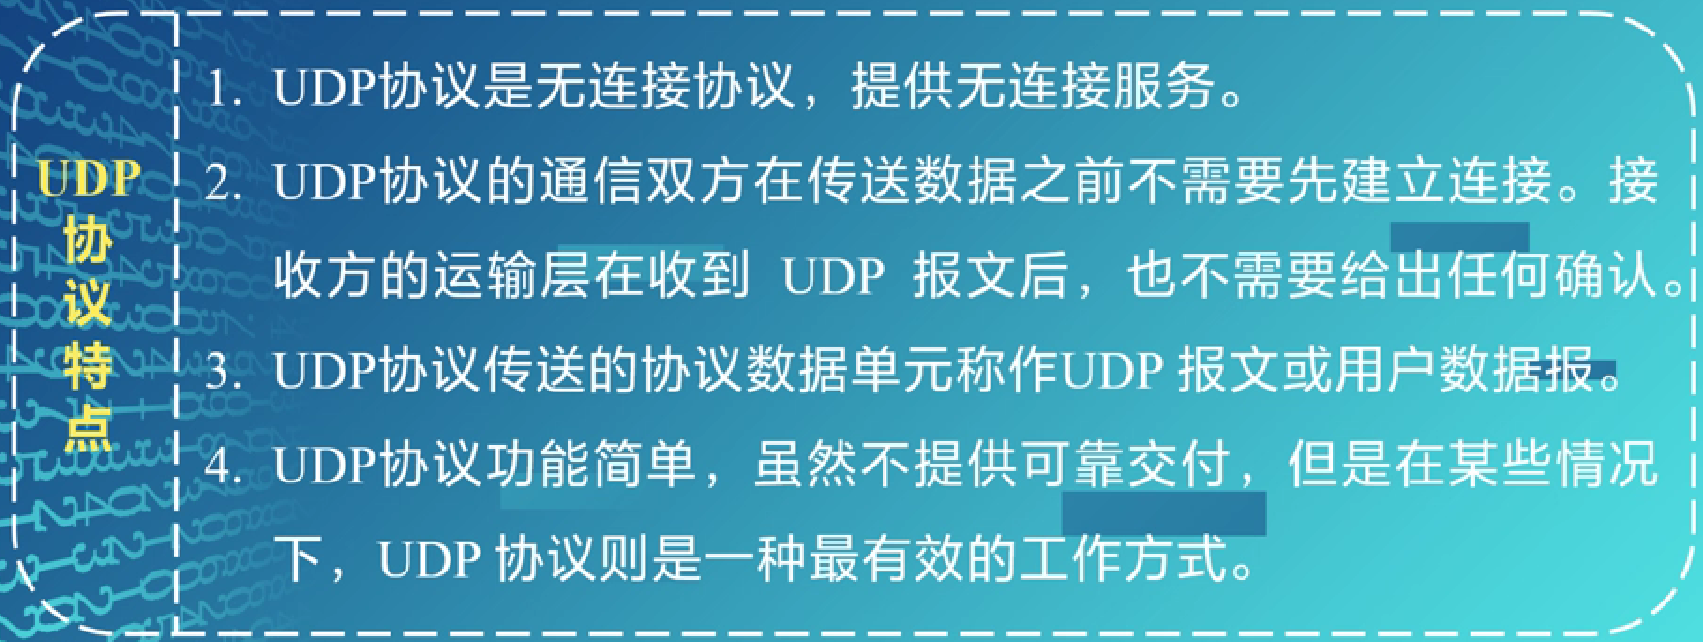 UDP
协
议
特
点
1. UDP协议是无连接协议，提供无连接服务。
2. UDP协议的通信双方在传送数据之前不需要先建立连接。接
收方的运输层在收到 UDP 报文后，也不需要给出任何确认。
3. UDP协议传送的协议数据单元称作UDP 报文或用户数据报。
4. UDP协议功能简单，虽然不提供可靠交付，但是在某些情况
下，UDP 协议则是一种最有效的工作方式。